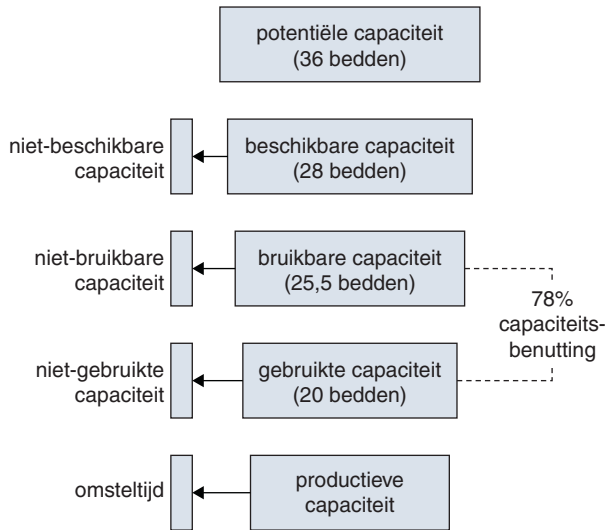 potentiële capaciteit
(36 bedden)
niet-beschikbare
capaciteit
beschikbare capaciteit
(28 bedden)
niet-bruikbare
capaciteit
bruikbare capaciteit
(25,5 bedden)
78%
capaciteits-
benutting
niet-gebruikte
capaciteit
gebruikte capaciteit
(20 bedden)
omsteltijd
productieve
capaciteit